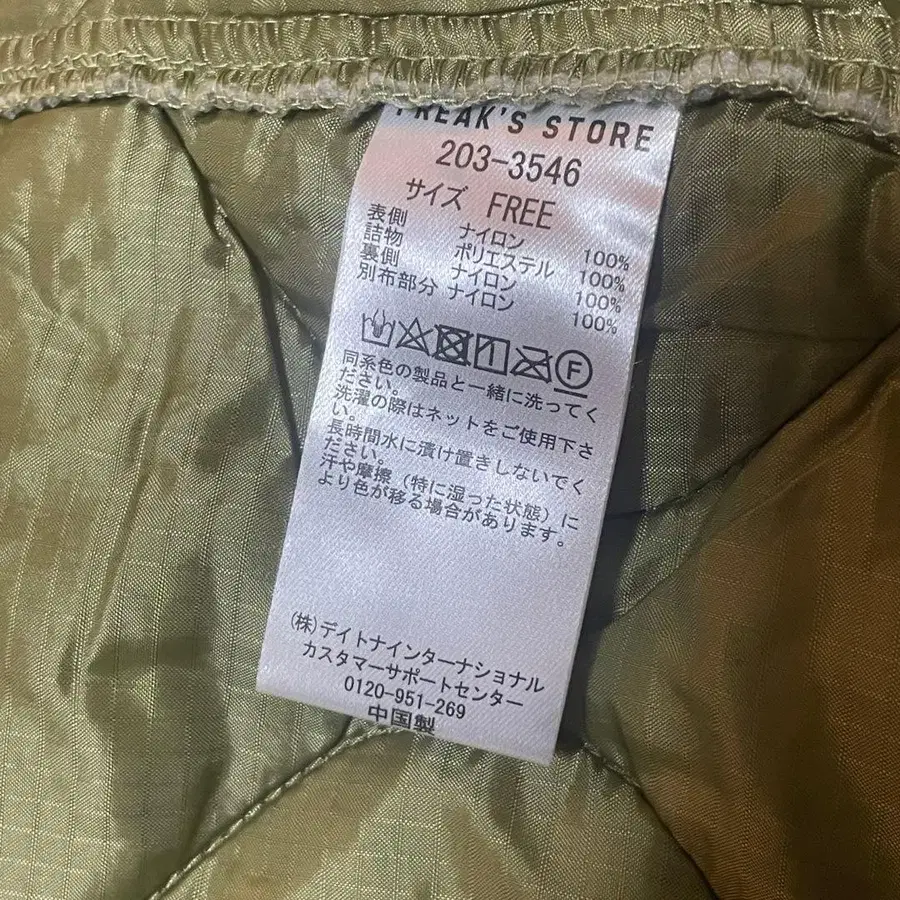 FREAK'S STORE
203-3546
サイズ FREE
表側 ナイロン 100%
詰物 ポリエステル 100%
裏側 ナイロン 100%
別布部分 ナイロン 100%
F
同系色の製品と一緒に洗ってく
ださい。
洗濯の際はネットをご使用下さ
い。
長時間水に漬け置きしないでく
ださい。
汗や摩擦（特に湿った状態）に
より色が移る場合があります。
(株)デイトナインターナショナル
カスタマーサポートセンター
0120-951-269
中国製